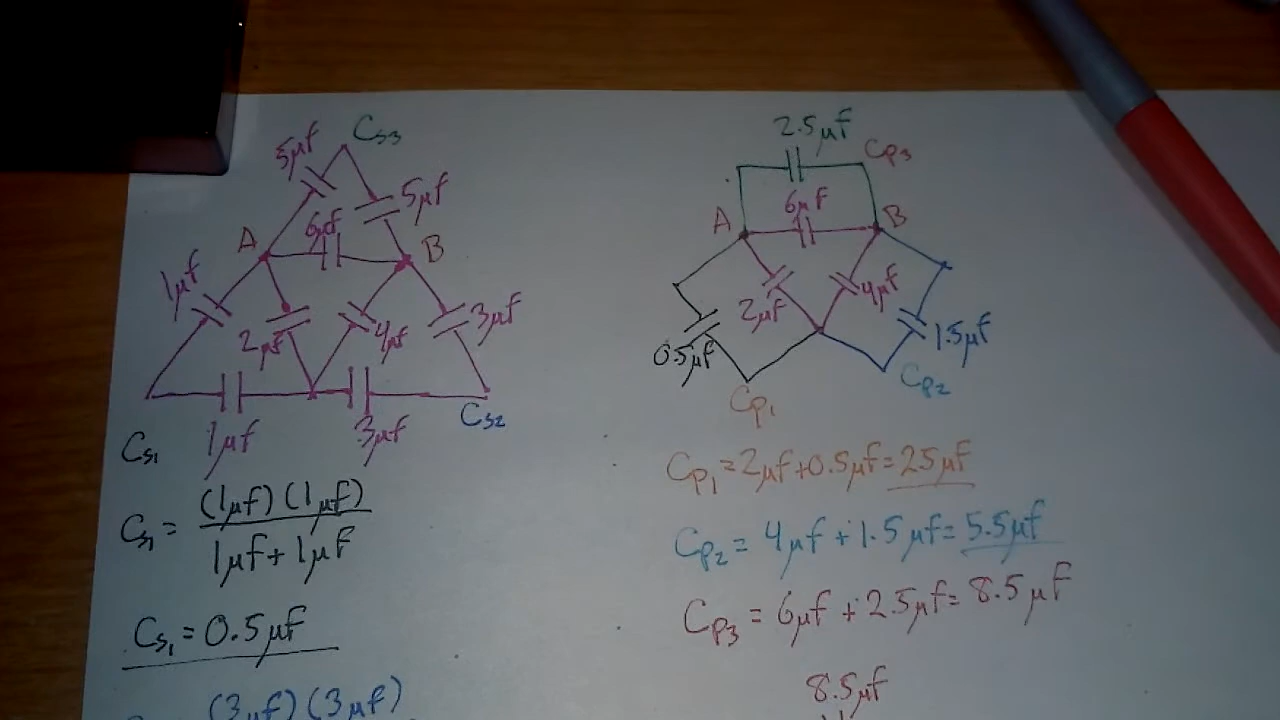 5μf Cs3
5μf
6μf
A B
1μf
2μf 4μf 3μf
1μf 3μf Cs2
Cs1
Cs1 = (1μf)(1μf)
1μf + 1μf
Cs1 = 0.5μf
(3μf)(3μf)
2.5μf
Cp3
6μf
A B
2μf 4μf
0.5μf 1.5μf
Cp1 Cp2
Cp1 = 2μf + 0.5μf = 2.5μf
Cp2 = 4μf + 1.5μf = 5.5μf
Cp3 = 6μf + 2.5μf = 8.5μf
8.5μf